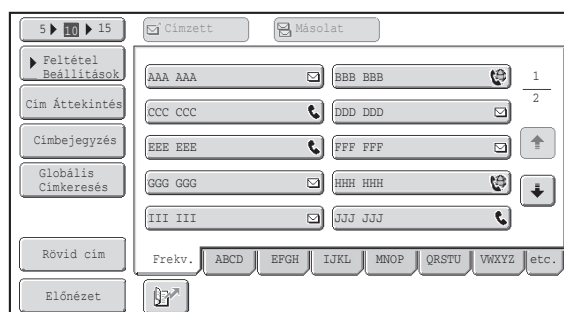 5 10 15
Címzett
Másolat
Feltétel
Beállítások
Cím Áttekintés
Címbejegyzés
Globális
Címkeresés
Rövid cím
Előnézet
AAA AAA
BBB BBB
CCC CCC
DDD DDD
EEE EEE
FFF FFF
GGG GGG
HHH HHH
III III
JJJ JJJ
1
2
Frekv. ABCD EFGH IJKL MNOP QRSTU VWXYZ etc.